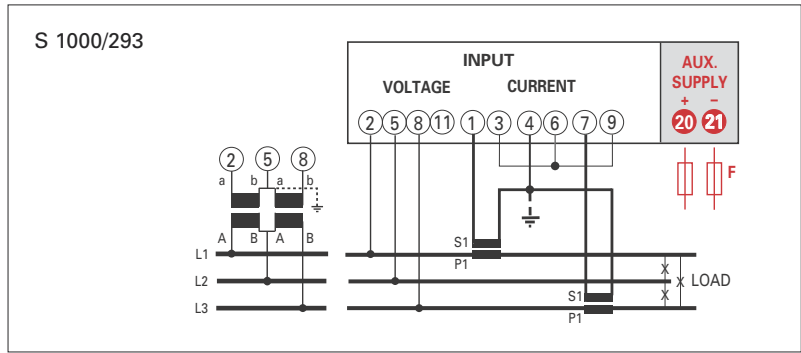 S 1000/293
INPUT
VOLTAGE CURRENT
AUX.
SUPPLY
+ −
2 5 8 11 1 3 4 6 7 9 20 21
F
2 5 8
a b a b
A B A B
L1
L2
L3
S1
P1
S1
P1
X
X
X
LOAD